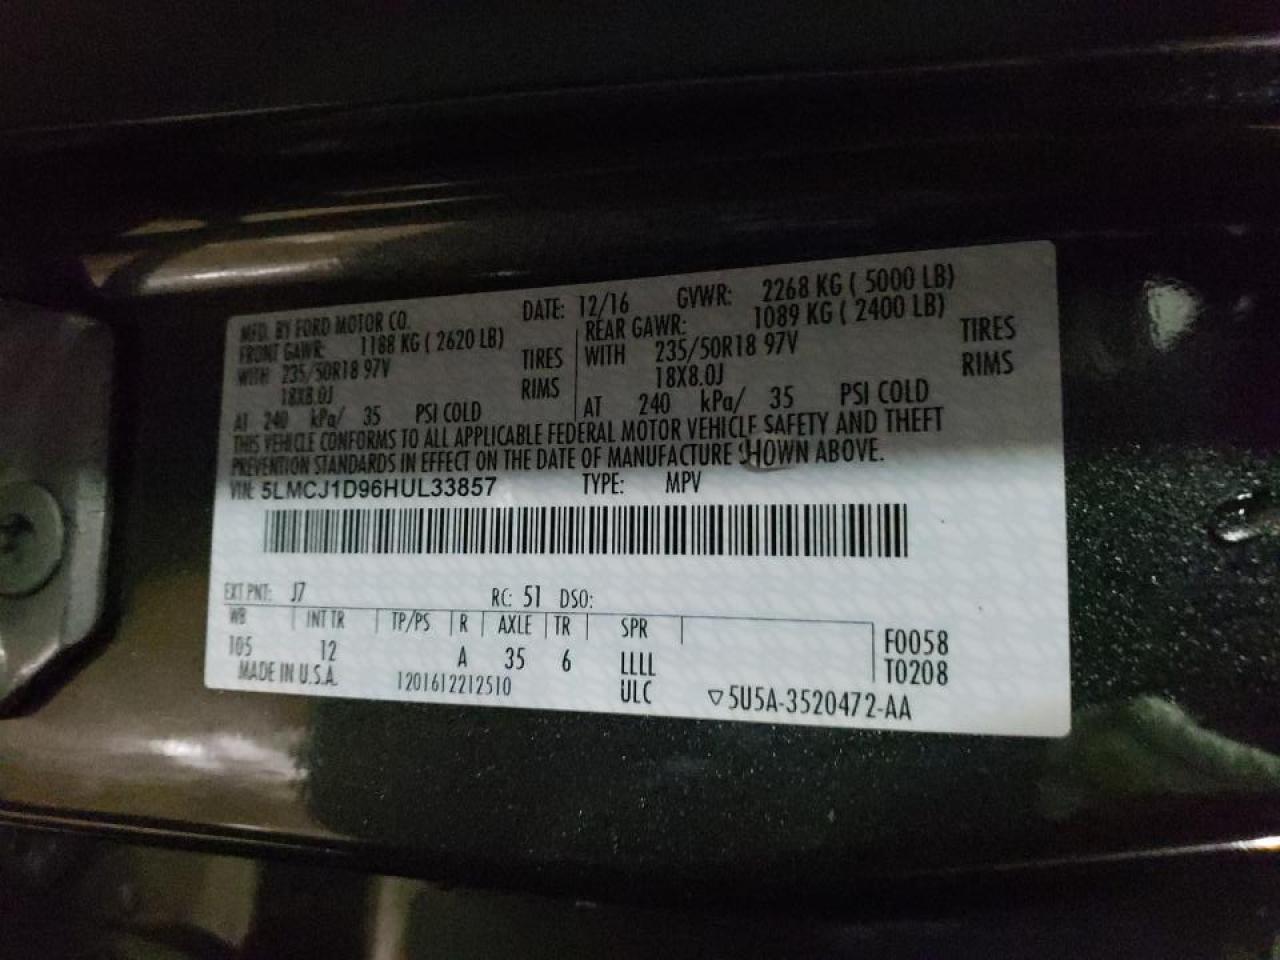 MFD. BY FORD MOTOR CO. DATE: 12/16 GVWR: 2268 KG ( 5000 LB)
FRONT GAWR: 1188 KG ( 2620 LB) REAR GAWR: 1089 KG ( 2400 LB)
WITH 235/50R18 97V TIRES WITH 235/50R18 97V TIRES
18X8.0J RIMS 18X8.0J RIMS
AT 240 kPa/ 35 PSI COLD AT 240 kPa/ 35 PSI COLD
THIS VEHICLE CONFORMS TO ALL APPLICABLE FEDERAL MOTOR VEHICLE SAFETY AND THEFT
PREVENTION STANDARDS IN EFFECT ON THE DATE OF MANUFACTURE SHOWN ABOVE.
VIN: 5LMCJ1D96HUL33857 TYPE: MPV
EXT PNT: J7 RC: 51 DSO:
WB INT TR TP/PS R AXLE TR SPR F0058
105 12 A 35 6 LLLL T0208
MADE IN U.S.A. 1201612212510 ULC ▽5U5A-3520472-AA